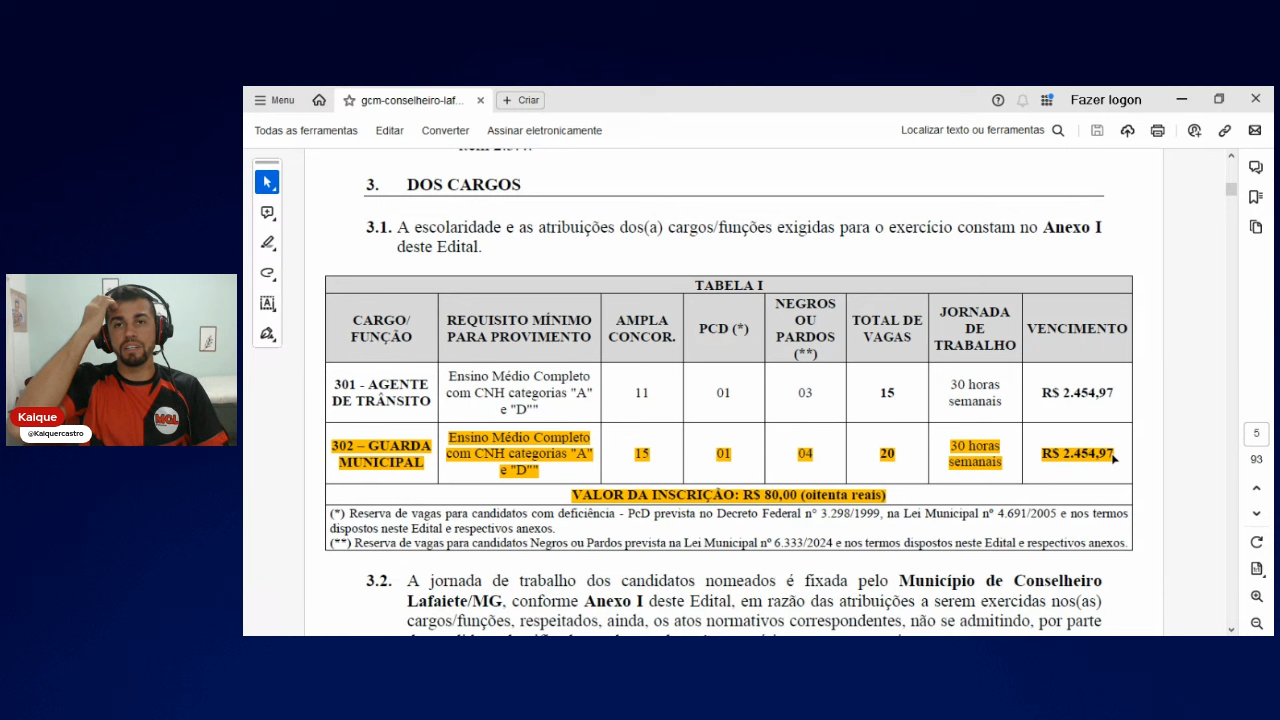 Menu
gcm-conselheiro-laf...
Criar
Fazer logon
Todas as ferramentas
Editar
Converter
Assinar eletronicamente
Localizar texto ou ferramentas
3. DOS CARGOS
3.1. A escolaridade e as atribuições dos(a) cargos/funções exigidas para o exercício constam no Anexo I
deste Edital.
TABELA I
CARGO/
FUNÇÃO
REQUISITO MÍNIMO
PARA PROVIMENTO
AMPLA
CONCOR.
PCD (*)
NEGROS
OU
PARDOS
(**)
TOTAL DE
VAGAS
JORNADA
DE
TRABALHO
VENCIMENTO
301 - AGENTE
DE TRÂNSITO
Ensino Médio Completo
com CNH categorias "A"
e "D""
11
01
03
15
30 horas
semanais
R$ 2.454,97
302 – GUARDA
MUNICIPAL
Ensino Médio Completo
com CNH categorias "A"
e "D""
15
01
04
20
30 horas
semanais
R$ 2.454,97
VALOR DA INSCRIÇÃO: R$ 80,00 (oitenta reais)
(*) Reserva de vagas para candidatos com deficiência - PcD prevista no Decreto Federal n° 3.298/1999, na Lei Municipal nº 4.691/2005 e nos termos
dispostos neste Edital e respectivos anexos.
(**) Reserva de vagas para candidatos Negros ou Pardos prevista na Lei Municipal nº 6.333/2024 e nos termos dispostos neste Edital e respectivos anexos.
3.2. A jornada de trabalho dos candidatos nomeados é fixada pelo Município de Conselheiro
Lafaiete/MG, conforme Anexo I deste Edital, em razão das atribuições a serem exercidas nos(as)
cargos/funções, respeitados, ainda, os atos normativos correspondentes, não se admitindo, por parte
5
93
MGL
Kaique
@Kaiquercastro